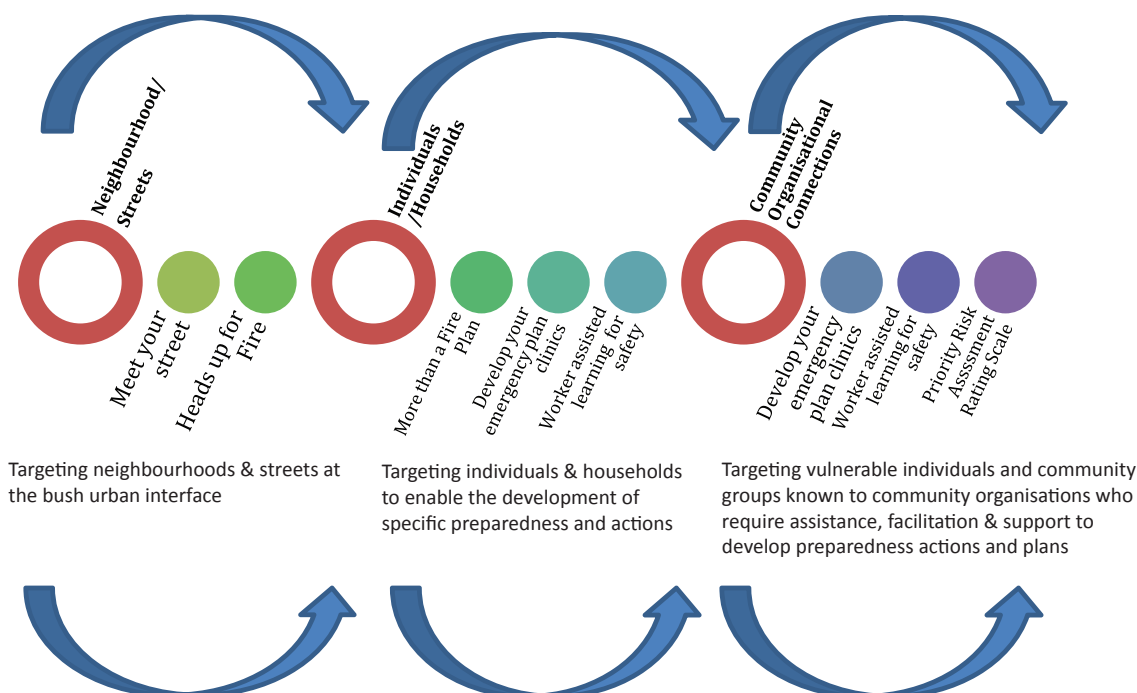 Neighbourhood/
Streets
Meet your
street
Heads up for
Fire
Individuals
/Households
More than a Fire
Plan
Develop your
emergency plan
clinics
Worker assisted
learning for
safety
Community
Organisational
Connections
Develop your
emergency
plan clinics
Worker assisted
learning for
safety
Priority Risk
Asssment
Rating Scale
Targeting neighbourhoods & streets at
the bush urban interface
Targeting individuals & households
to enable the development of
specific preparedness and actions
Targeting vulnerable individuals and community
groups known to community organisations who
require assistance, facilitation & support to
develop preparedness actions and plans